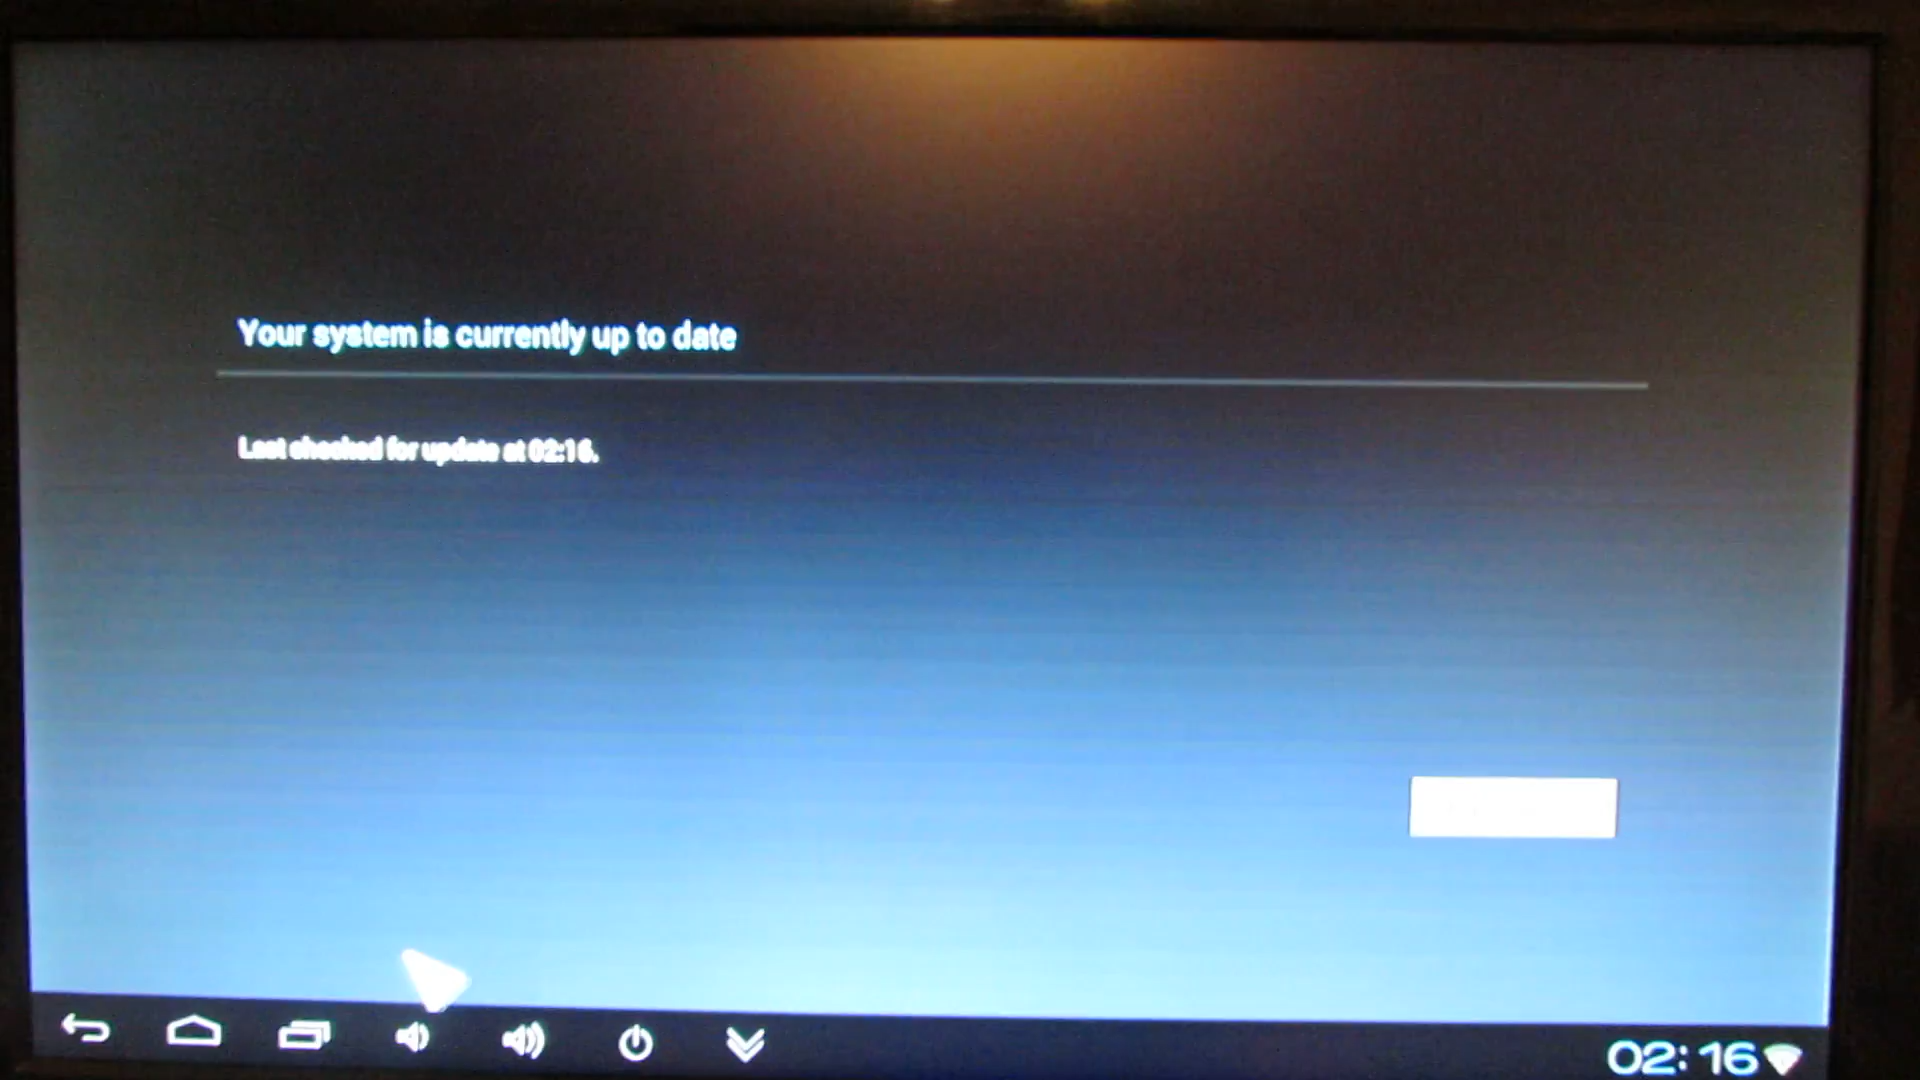 Your system is currently up to date
Last checked for update at 02:16.
02:16